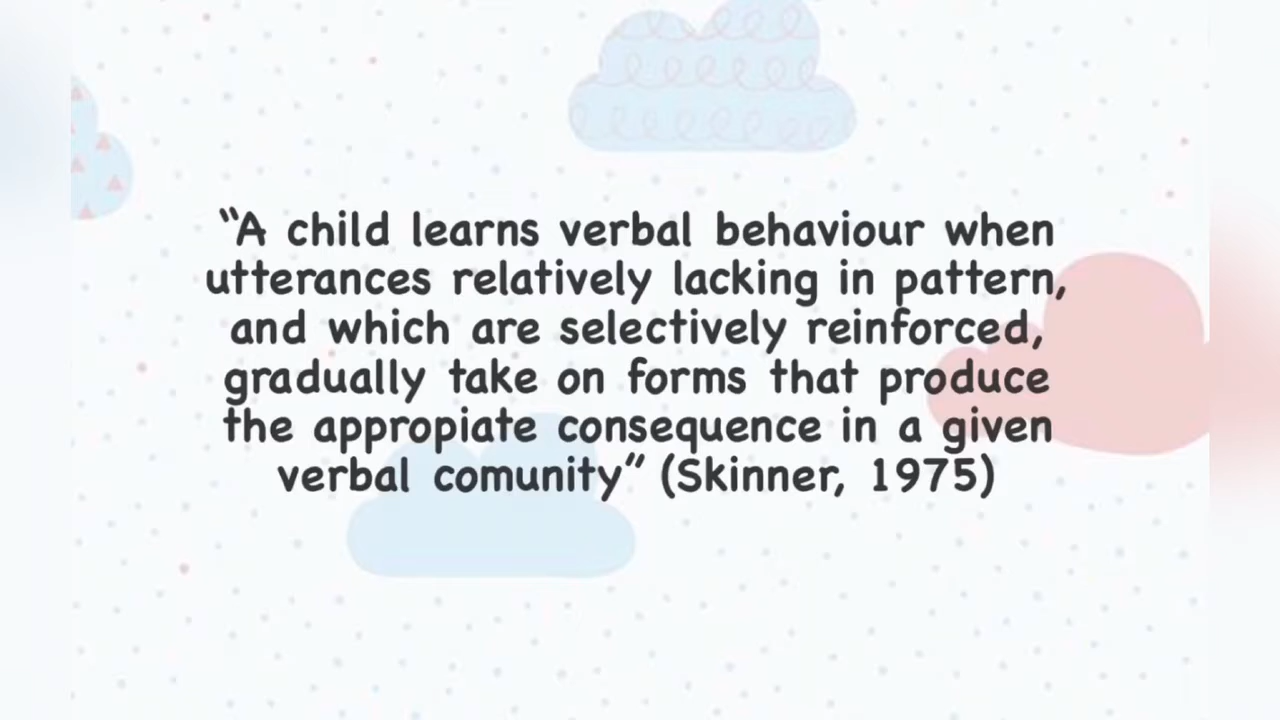 “A child learns verbal behaviour when
utterances relatively lacking in pattern,
and which are selectively reinforced,
gradually take on forms that produce
the appropiate consequence in a given
verbal comunity” (Skinner, 1975)